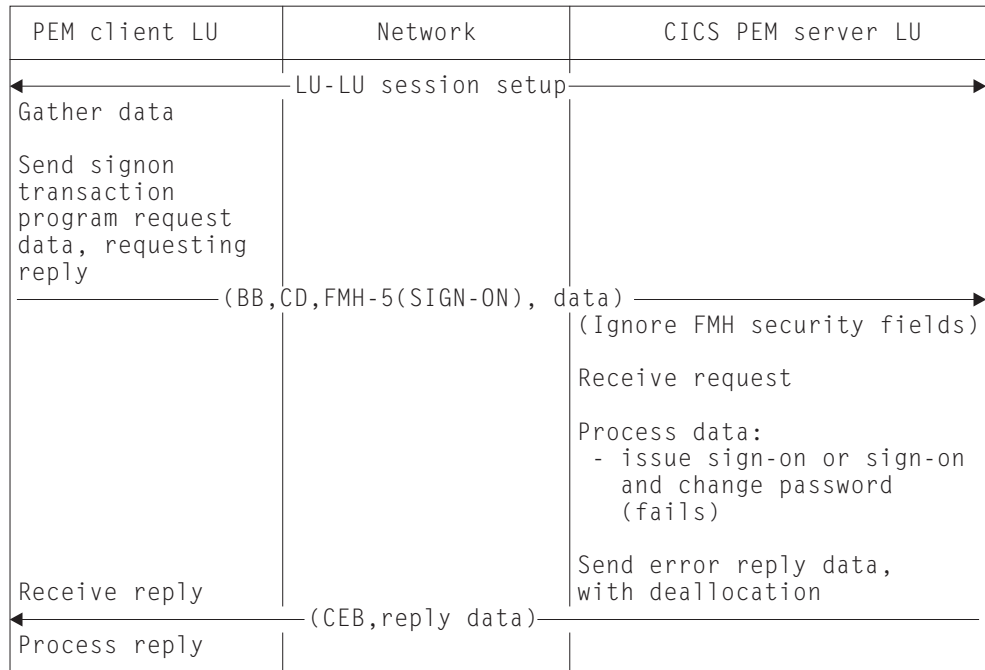 PEM client LU
Network
CICS PEM server LU
LU-LU session setup
Gather data
Send signon
transaction
program request
data, requesting
reply
(BB,CD,FMH-5(SIGN-ON), data)
(Ignore FMH security fields)
Receive request
Process data:
- issue sign-on or sign-on
and change password
(fails)
Send error reply data,
with deallocation
Receive reply
(CEB,reply data)
Process reply